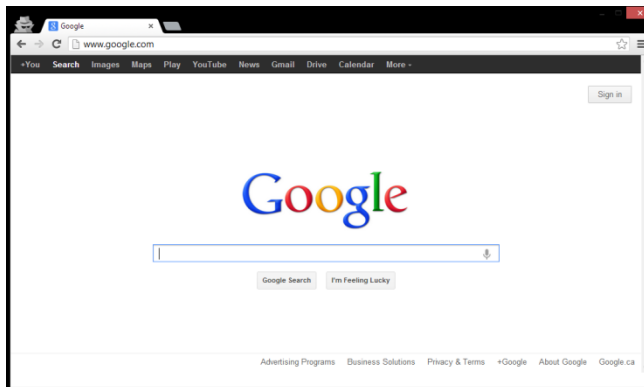 Google
www.google.com
+You Search Images Maps Play YouTube News Gmail Drive Calendar More
Sign in
Google
Google Search I'm Feeling Lucky
Advertising Programs Business Solutions Privacy & Terms +Google About Google Google.ca